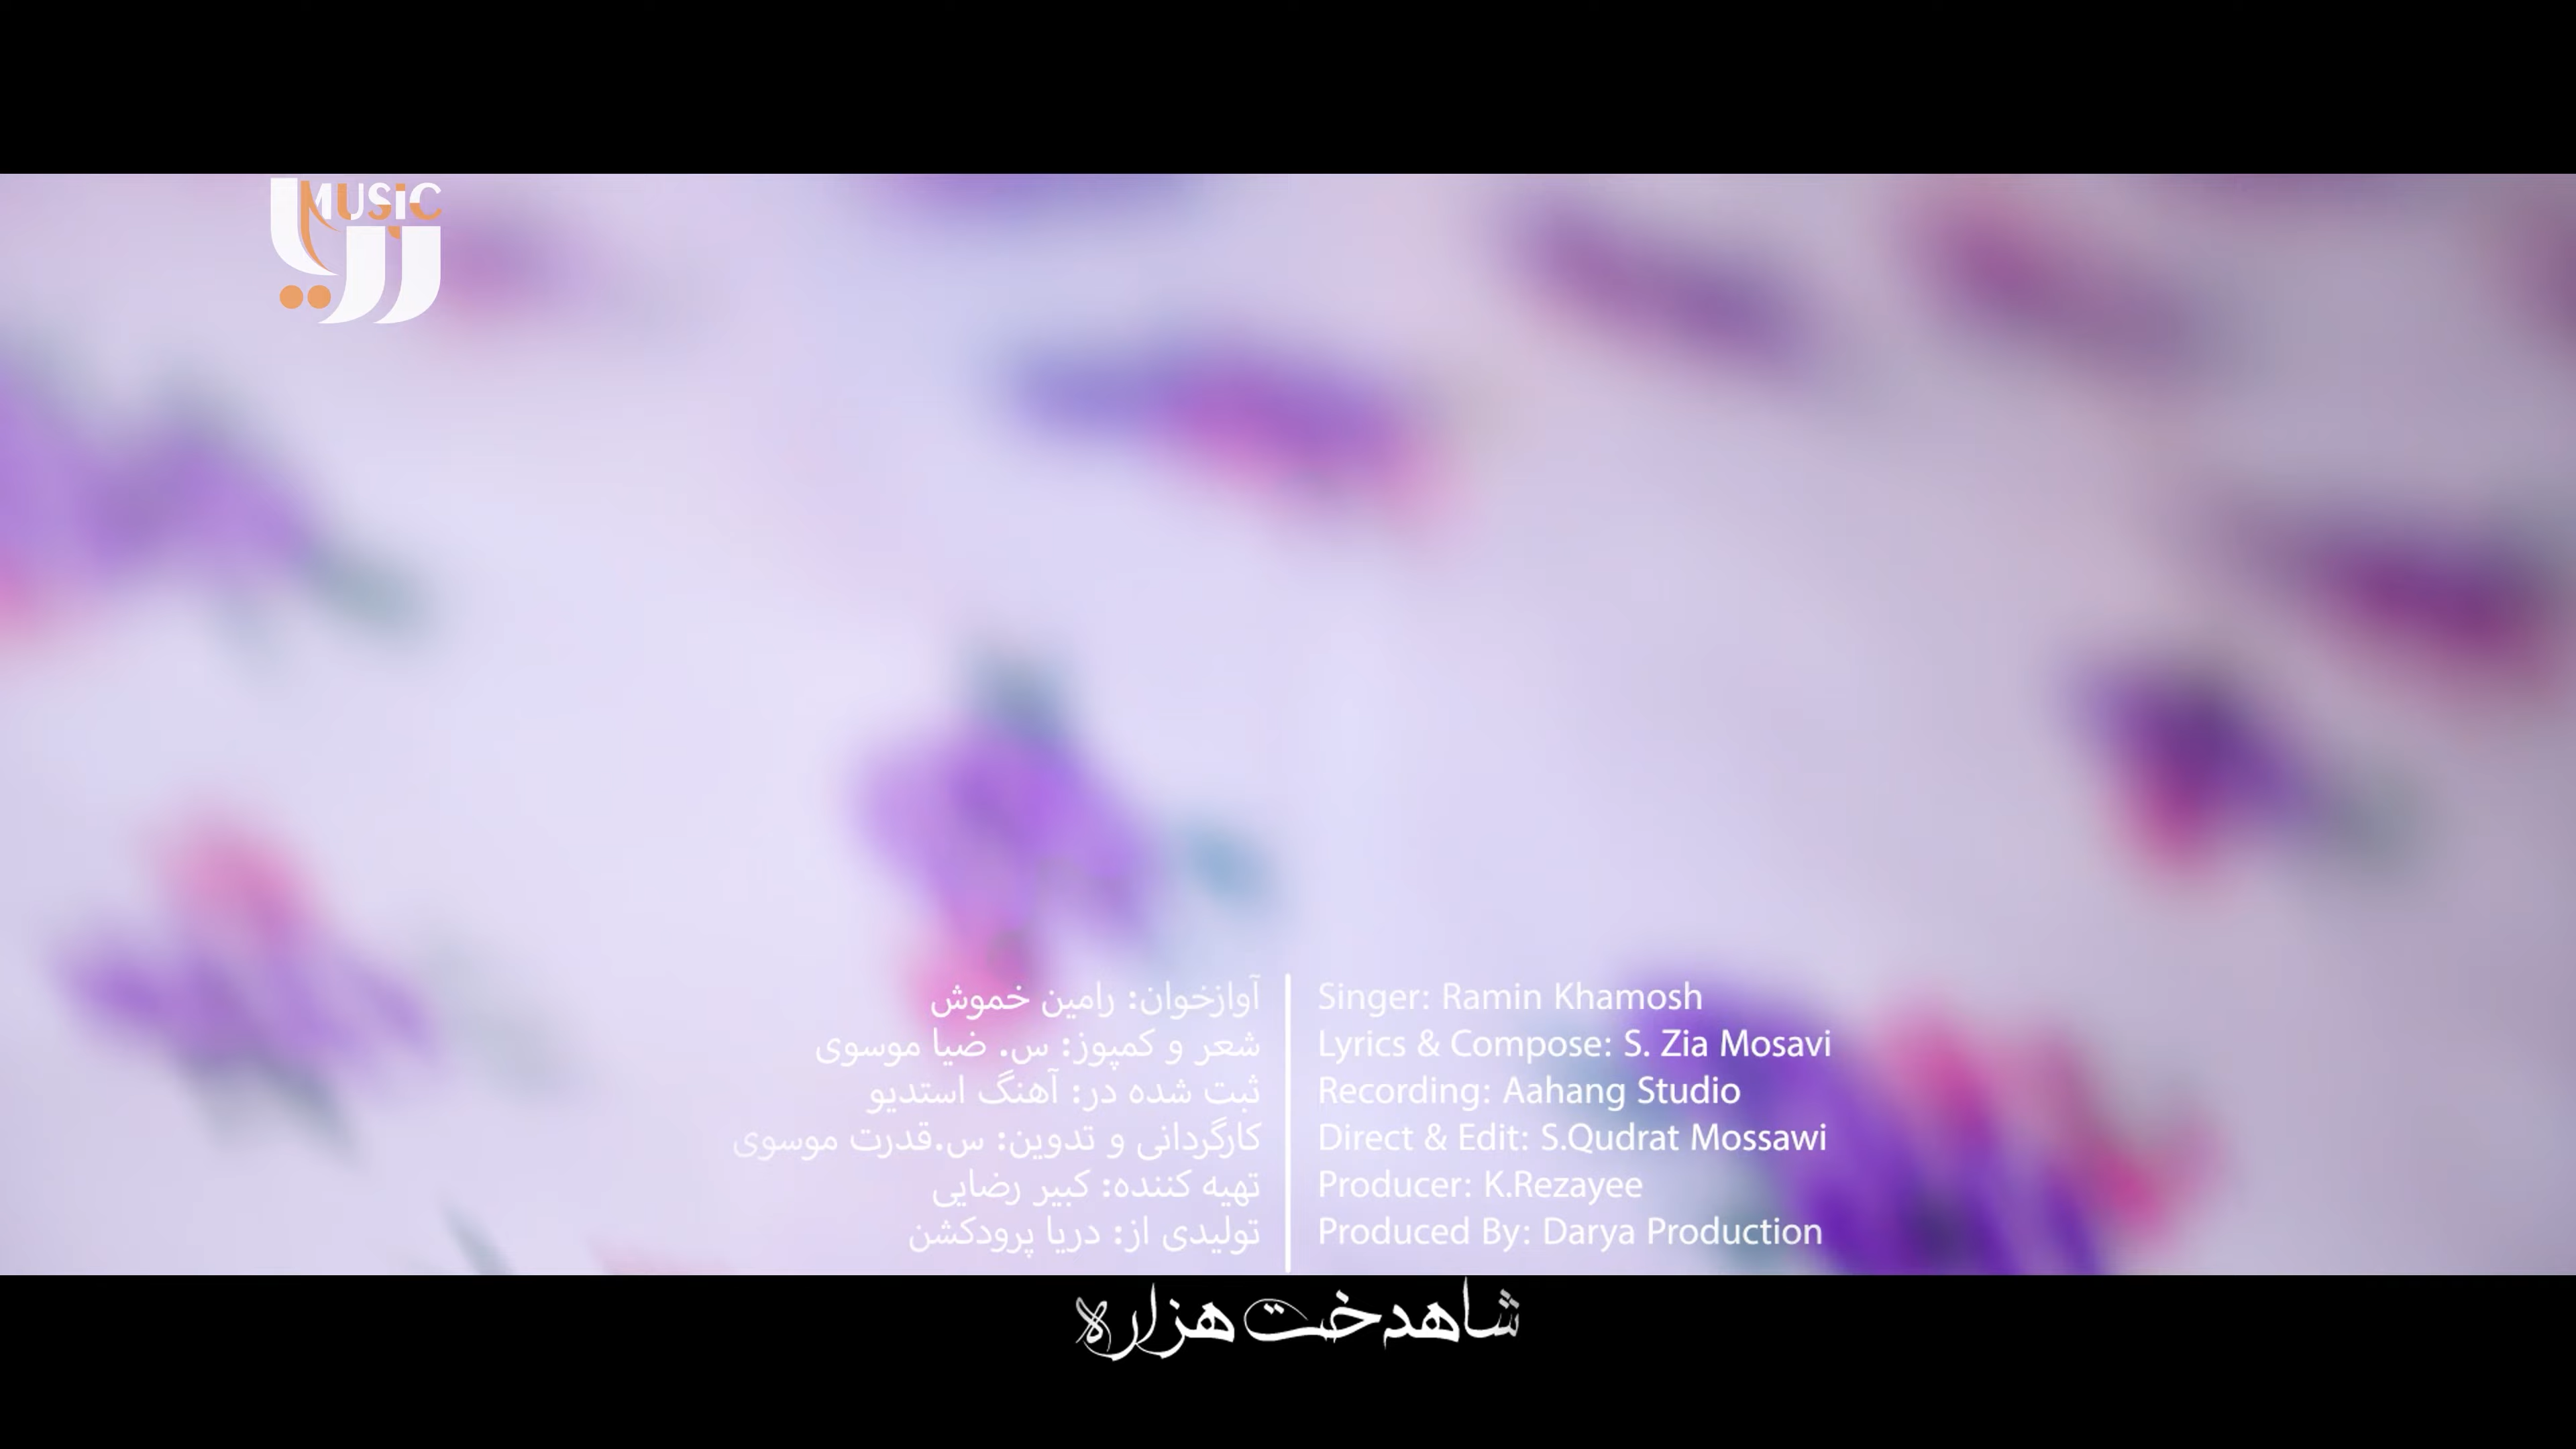 MUSIC
زریا
آوازخوان: رامین خموش
شعر و کمپوز: س. ضیا موسوی
ثبت شده در: آهنگ استدیو
کارگردانی و تدوین: س.قدرت موسوی
تهیه کننده: کبیر رضایی
تولیدی از: دریا پرودکشن
Singer: Ramin Khamosh
Lyrics & Compose: S. Zia Mosavi
Recording: Aahang Studio
Direct & Edit: S.Qudrat Mossawi
Producer: K.Rezayee
Produced By: Darya Production
شاهدخت هزاره